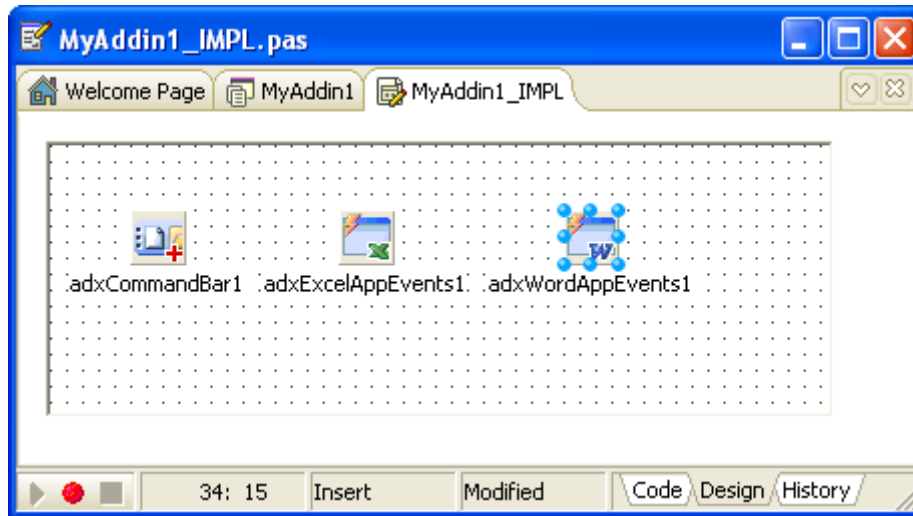 MyAddin1_IMPL.pas
Welcome Page MyAddin1 MyAddin1_IMPL
adxCommandBar1 adxExcelAppEvents1 adxWordAppEvents1
34: 15 Insert Modified Code Design History